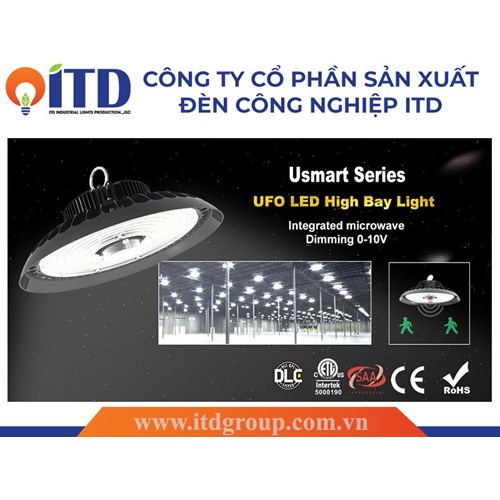 ITD
ITD INDUSTRIAL LIGHTS PRODUCTION.,JSC
CÔNG TY CỔ PHẦN SẢN XUẤT
ĐÈN CÔNG NGHIỆP ITD
Usmart Series
UFO LED High Bay Light
Integrated microwave
Dimming 0-10V
DLC
ETL
Intertek
5000190
SAA
CE
RoHS
www.itdgroup.com.vn